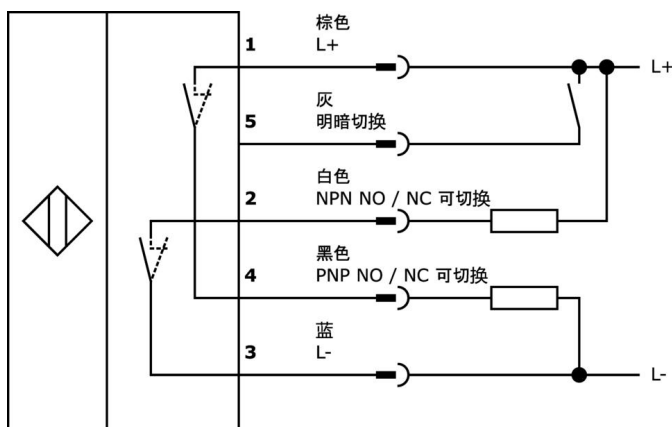 棕色
1 L+
L+
灰
5 明暗切换
白色
2 NPN NO / NC 可切换
黑色
4 PNP NO / NC 可切换
蓝
3 L-
L-